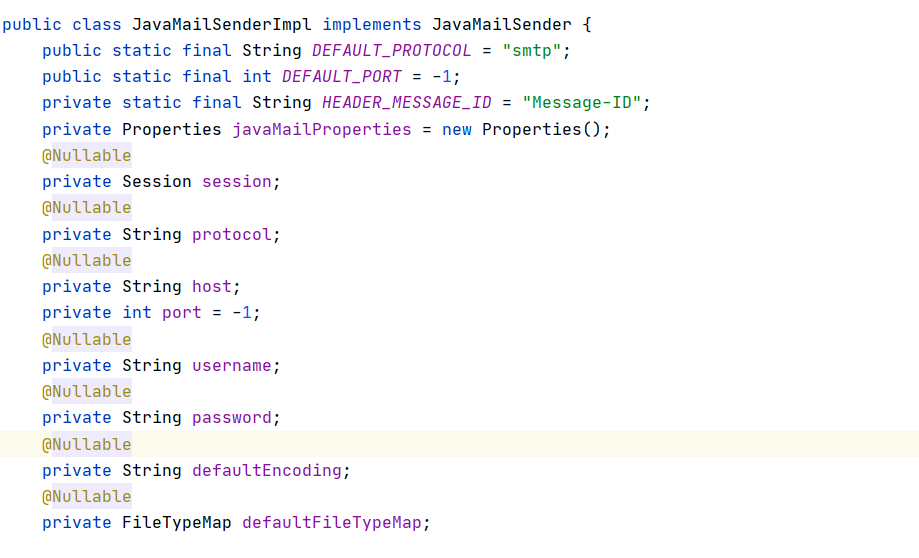 public class JavaMailSenderImpl implements JavaMailSender {
    public static final String DEFAULT_PROTOCOL = "smtp";
    public static final int DEFAULT_PORT = -1;
    private static final String HEADER_MESSAGE_ID = "Message-ID";
    private Properties javaMailProperties = new Properties();
    @Nullable
    private Session session;
    @Nullable
    private String protocol;
    @Nullable
    private String host;
    private int port = -1;
    @Nullable
    private String username;
    @Nullable
    private String password;
    @Nullable
    private String defaultEncoding;
    @Nullable
    private FileTypeMap defaultFileTypeMap;